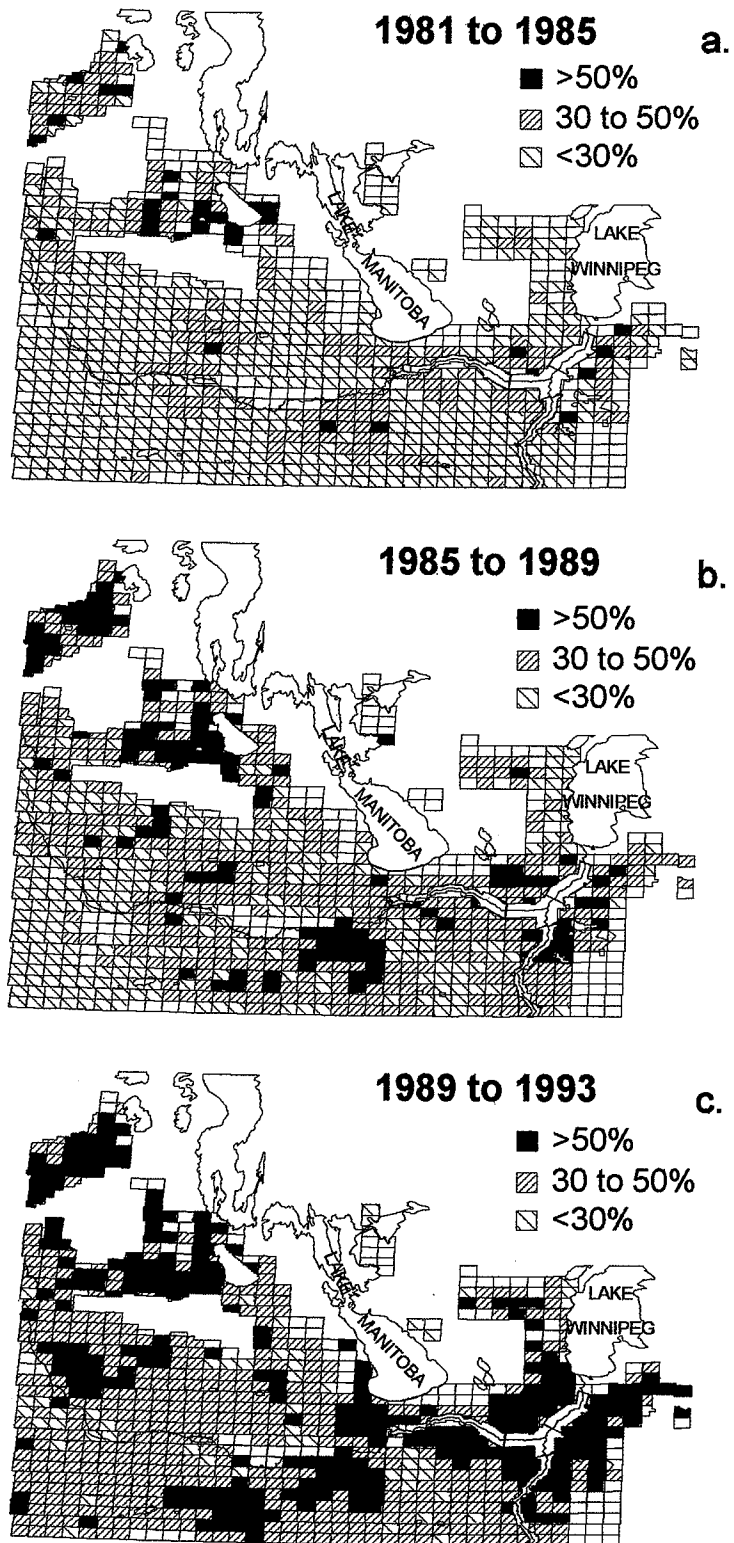 1981 to 1985
a.
>50%
30 to 50%
<30%
LAKE
MANITOBA
LAKE
WINNIPEG
1985 to 1989
b.
>50%
30 to 50%
<30%
LAKE
MANITOBA
LAKE
WINNIPEG
1989 to 1993
c.
>50%
30 to 50%
<30%
LAKE
MANITOBA
LAKE
WINNIPEG